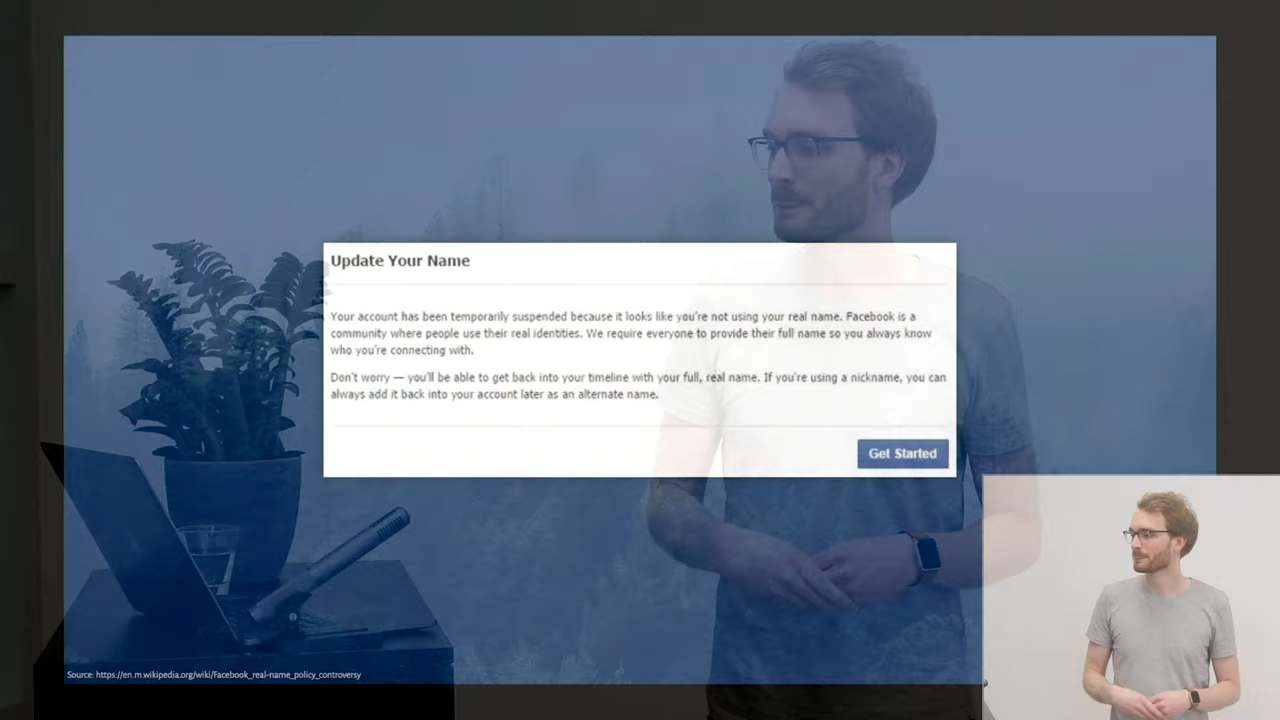 Update Your Name
Your account has been temporarily suspended because it looks like you're not using your real name. Facebook is a
community where people use their real identities. We require everyone to provide their full name so you always know
who you're connecting with.
Don't worry — you'll be able to get back into your timeline with your full, real name. If you're using a nickname, you can
always add it back into your account later as an alternate name.
Get Started
Source: https://en.m.wikipedia.org/wiki/Facebook_real-name_policy_controversy